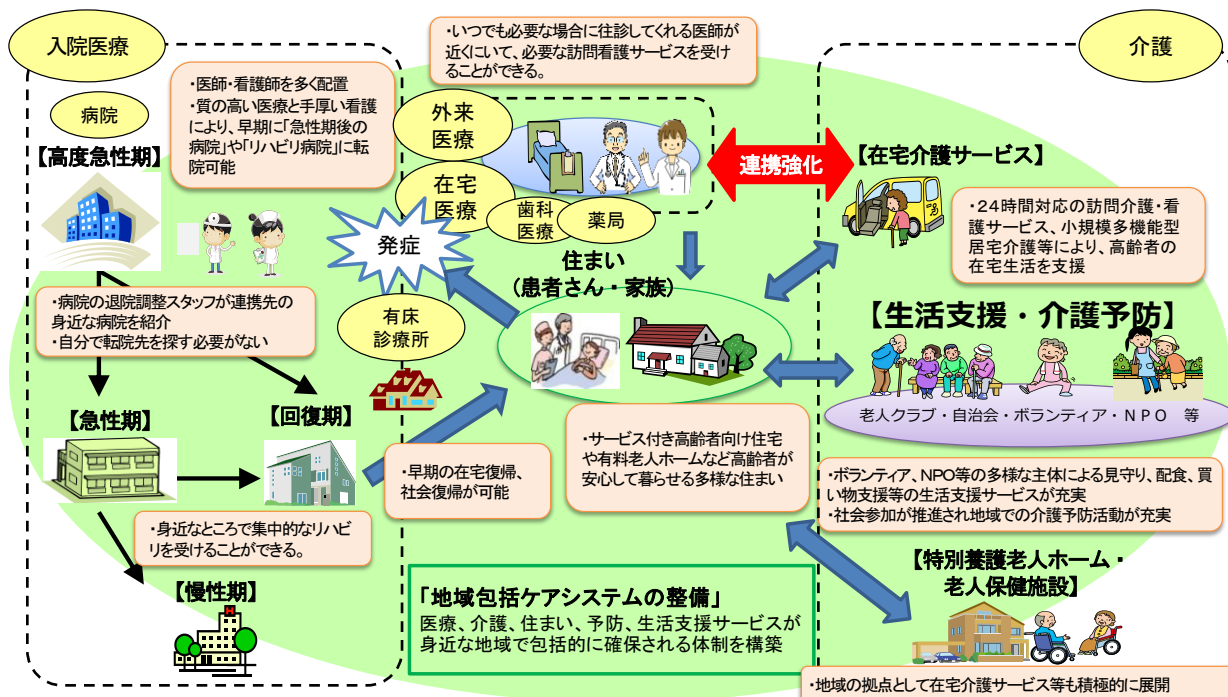 入院医療
病院
【高度急性期】
・医師・看護師を多く配置
・質の高い医療と手厚い看護
により、早期に「急性期後の
病院」や「リハビリ病院」に転
院可能
・病院の退院調整スタッフが連携先の
身近な病院を紹介
・自分で転院先を探す必要がない
【急性期】
【回復期】
・身近なところで集中的なリハビ
リを受けることができる。
【慢性期】
・いつでも必要な場合に往診してくれる医師が
近くにいて、必要な訪問看護サービスを受け
ることができる。
外来
医療
在宅
医療
歯科
医療
薬局
発症
有床
診療所
住まい
(患者さん・家族)
・早期の在宅復帰、
社会復帰が可能
・サービス付き高齢者向け住宅
や有料老人ホームなど高齢者が
安心して暮らせる多様な住まい
「地域包括ケアシステムの整備」
医療、介護、住まい、予防、生活支援サービスが
身近な地域で包括的に確保される体制を構築
連携強化
介護
【在宅介護サービス】
・24時間対応の訪問介護・看
護サービス、小規模多機能型
居宅介護等により、高齢者の
在宅生活を支援
【生活支援・介護予防】
老人クラブ・自治会・ボランティア・NPO 等
・ボランティア、NPO等の多様な主体による見守り、配食、買
い物支援等の生活支援サービスが充実
・社会参加が推進され地域での介護予防活動が充実
【特別養護老人ホーム・
老人保健施設】
・地域の拠点として在宅介護サービス等も積極的に展開
H